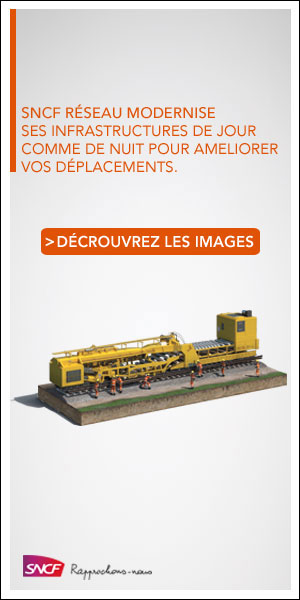 SNCF RÉSEAU MODERNISE
SES INFRASTRUCTURES DE JOUR
COMME DE NUIT POUR AMELIORER
VOS DÉPLACEMENTS.
> DÉCROUVREZ LES IMAGES
SNCF Rapprochons-nous